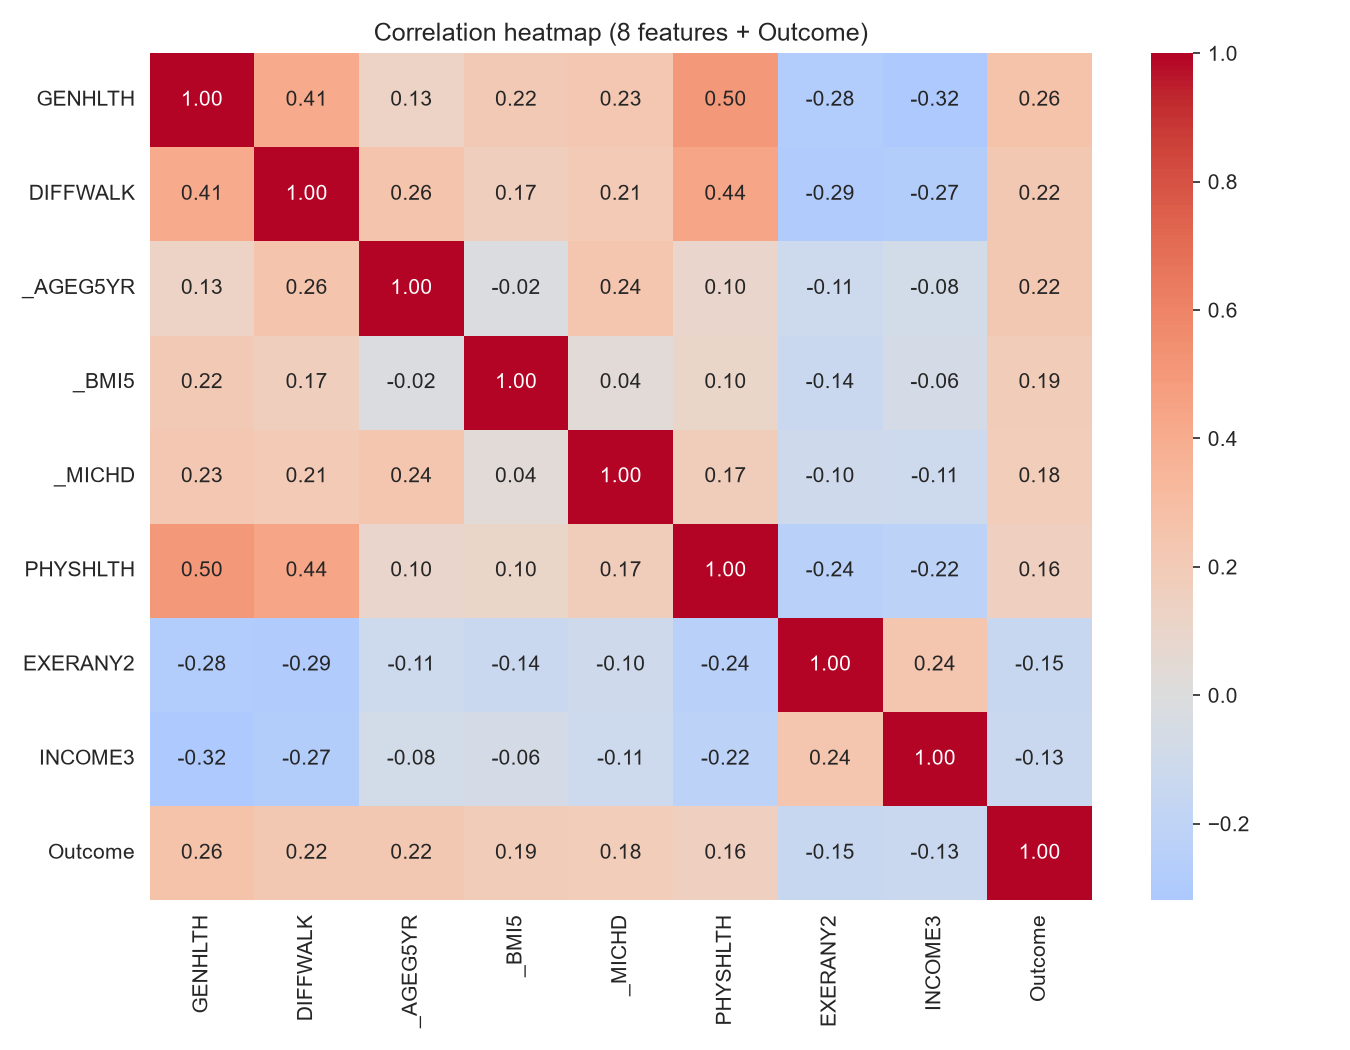 Correlation heatmap (8 features + Outcome)
GENHLTH 1.00 0.41 0.13 0.22 0.23 0.50 -0.28 -0.32 0.26
DIFFWALK 0.41 1.00 0.26 0.17 0.21 0.44 -0.29 -0.27 0.22
_AGEG5YR 0.13 0.26 1.00 -0.02 0.24 0.10 -0.11 -0.08 0.22
_BMI5 0.22 0.17 -0.02 1.00 0.04 0.10 -0.14 -0.06 0.19
_MICHD 0.23 0.21 0.24 0.04 1.00 0.17 -0.10 -0.11 0.18
PHYSHLTH 0.50 0.44 0.10 0.10 0.17 1.00 -0.24 -0.22 0.16
EXERANY2 -0.28 -0.29 -0.11 -0.14 -0.10 -0.24 1.00 0.24 -0.15
INCOME3 -0.32 -0.27 -0.08 -0.06 -0.11 -0.22 0.24 1.00 -0.13
Outcome 0.26 0.22 0.22 0.19 0.18 0.16 -0.15 -0.13 1.00
GENHLTH DIFFWALK _AGEG5YR _BMI5 _MICHD PHYSHLTH EXERANY2 INCOME3 Outcome
1.0
0.8
0.6
0.4
0.2
0.0
−0.2